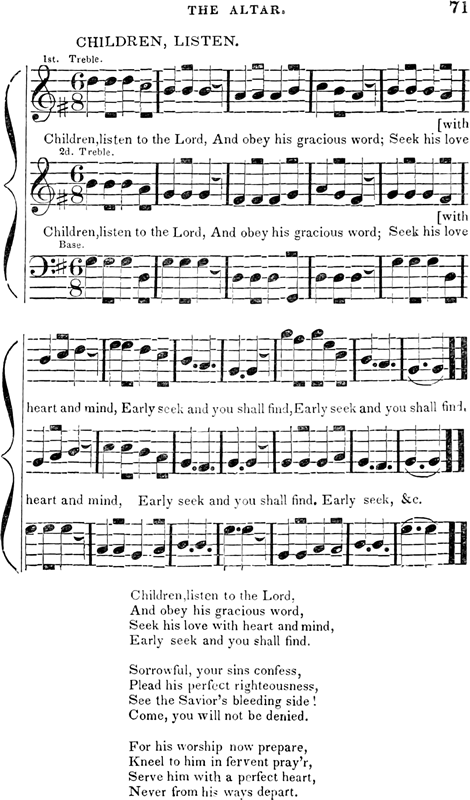 THE ALTAR.
71
CHILDREN, LISTEN.
1st. Treble.
6
8
[with
Children,listen to the Lord, And obey his gracious word; Seek his love
2d. Treble.
6
8
[with
Children,listen to the Lord, And obey his gracious word; Seek his love
Base.
6
8
heart and mind, Early seek and you shall find,Early seek and you shall find.
heart and mind, Early seek and you shall find. Early seek, &c.
Children,listen to the Lord,
And obey his gracious word,
Seek his love with heart and mind,
Early seek and you shall find.
Sorrowful, your sins confess,
Plead his perfect righteousness,
See the Savior's bleeding side!
Come, you will not be denied.
For his worship now prepare,
Kneel to him in fervent pray'r,
Serve him with a perfect heart,
Never from his ways depart.